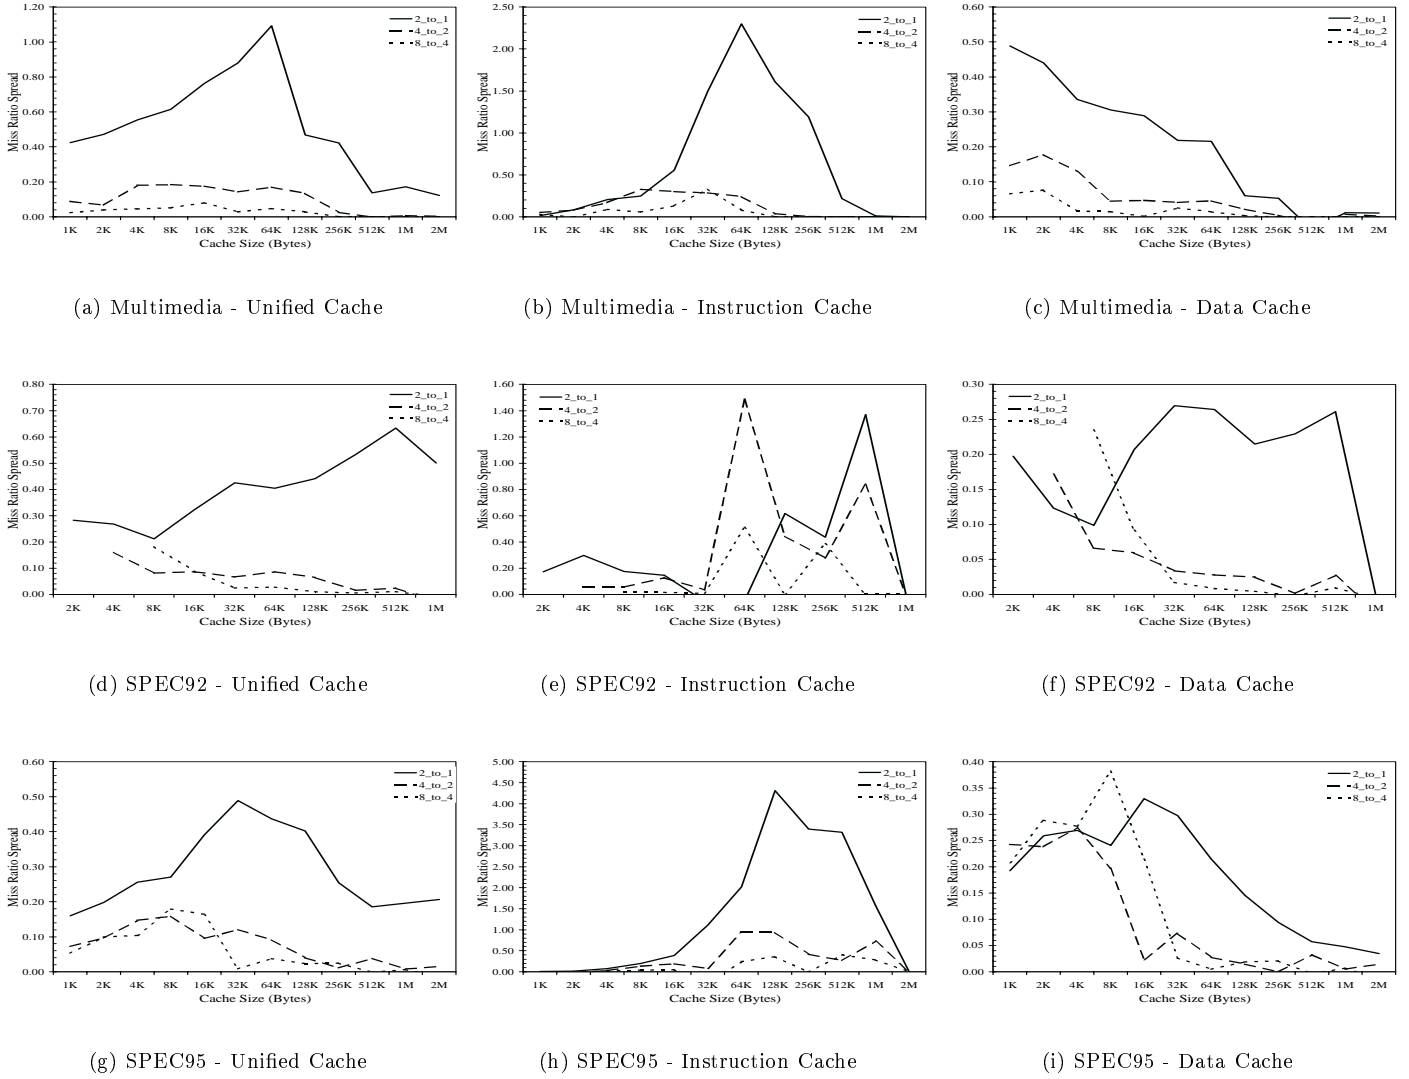 1.20
1.00
0.80
0.60
0.40
0.20
0.00
Miss Ratio Spread
2_to_1
4_to_2
8_to_4
1K 2K 4K 8K 16K 32K 64K 128K 256K 512K 1M 2M
Cache Size (Bytes)
(a) Multimedia - Unified Cache
2.50
2.00
1.50
1.00
0.50
0.00
Miss Ratio Spread
2_to_1
4_to_2
8_to_4
1K 2K 4K 8K 16K 32K 64K 128K 256K 512K 1M 2M
Cache Size (Bytes)
(b) Multimedia - Instruction Cache
0.60
0.50
0.40
0.30
0.20
0.10
0.00
Miss Ratio Spread
2_to_1
4_to_2
8_to_4
1K 2K 4K 8K 16K 32K 64K 128K 256K 512K 1M 2M
Cache Size (Bytes)
(c) Multimedia - Data Cache
0.80
0.70
0.60
0.50
0.40
0.30
0.20
0.10
0.00
Miss Ratio Spread
2_to_1
4_to_2
8_to_4
2K 4K 8K 16K 32K 64K 128K 256K 512K 1M
Cache Size (Bytes)
(d) SPEC92 - Unified Cache
1.60
1.40
1.20
1.00
0.80
0.60
0.40
0.20
0.00
Miss Ratio Spread
2_to_1
4_to_2
8_to_4
2K 4K 8K 16K 32K 64K 128K 256K 512K 1M
Cache Size (Bytes)
(e) SPEC92 - Instruction Cache
0.30
0.25
0.20
0.15
0.10
0.05
0.00
Miss Ratio Spread
2_to_1
4_to_2
8_to_4
2K 4K 8K 16K 32K 64K 128K 256K 512K 1M
Cache Size (Bytes)
(f) SPEC92 - Data Cache
0.60
0.50
0.40
0.30
0.20
0.10
0.00
Miss Ratio Spread
2_to_1
4_to_2
8_to_4
1K 2K 4K 8K 16K 32K 64K 128K 256K 512K 1M 2M
Cache Size (Bytes)
(g) SPEC95 - Unified Cache
5.00
4.50
4.00
3.50
3.00
2.50
2.00
1.50
1.00
0.50
0.00
Miss Ratio Spread
2_to_1
4_to_2
8_to_4
1K 2K 4K 8K 16K 32K 64K 128K 256K 512K 1M 2M
Cache Size (Bytes)
(h) SPEC95 - Instruction Cache
0.40
0.35
0.30
0.25
0.20
0.15
0.10
0.05
0.00
Miss Ratio Spread
2_to_1
4_to_2
8_to_4
1K 2K 4K 8K 16K 32K 64K 128K 256K 512K 1M 2M
Cache Size (Bytes)
(i) SPEC95 - Data Cache